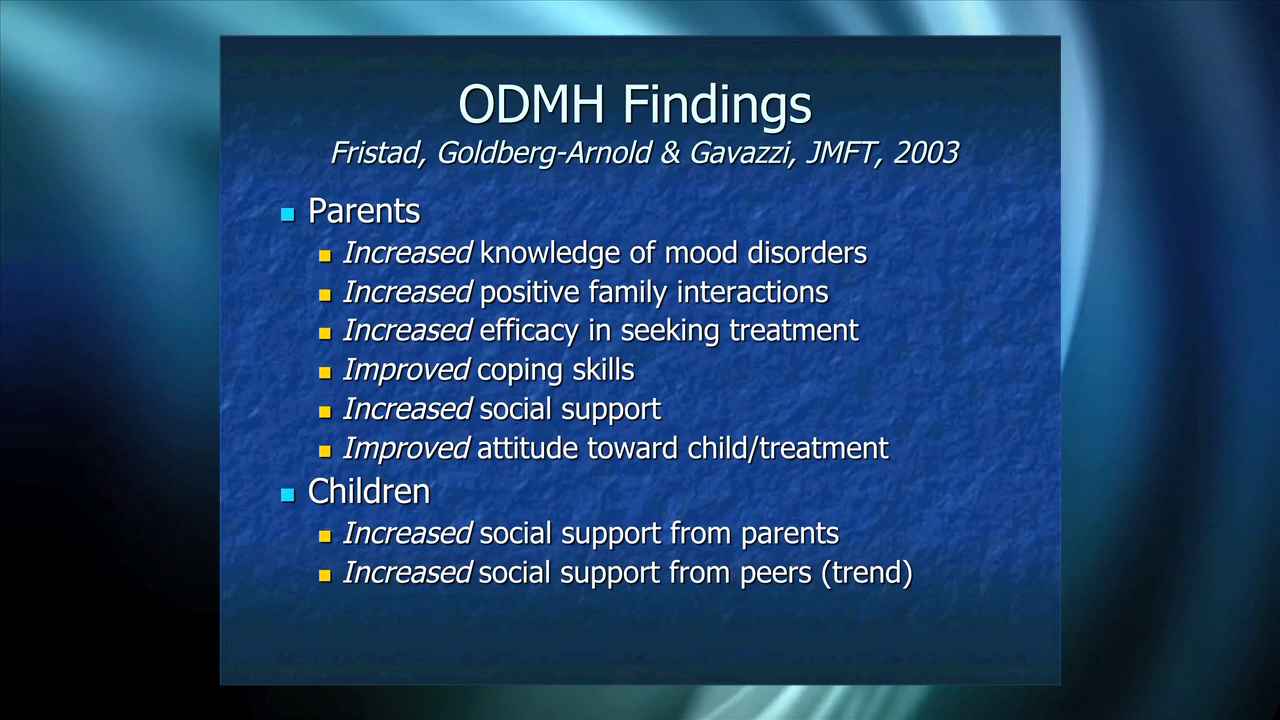 ODMH Findings
Fristad, Goldberg-Arnold & Gavazzi, JMFT, 2003
Parents
Increased knowledge of mood disorders
Increased positive family interactions
Increased efficacy in seeking treatment
Improved coping skills
Increased social support
Improved attitude toward child/treatment
Children
Increased social support from parents
Increased social support from peers (trend)